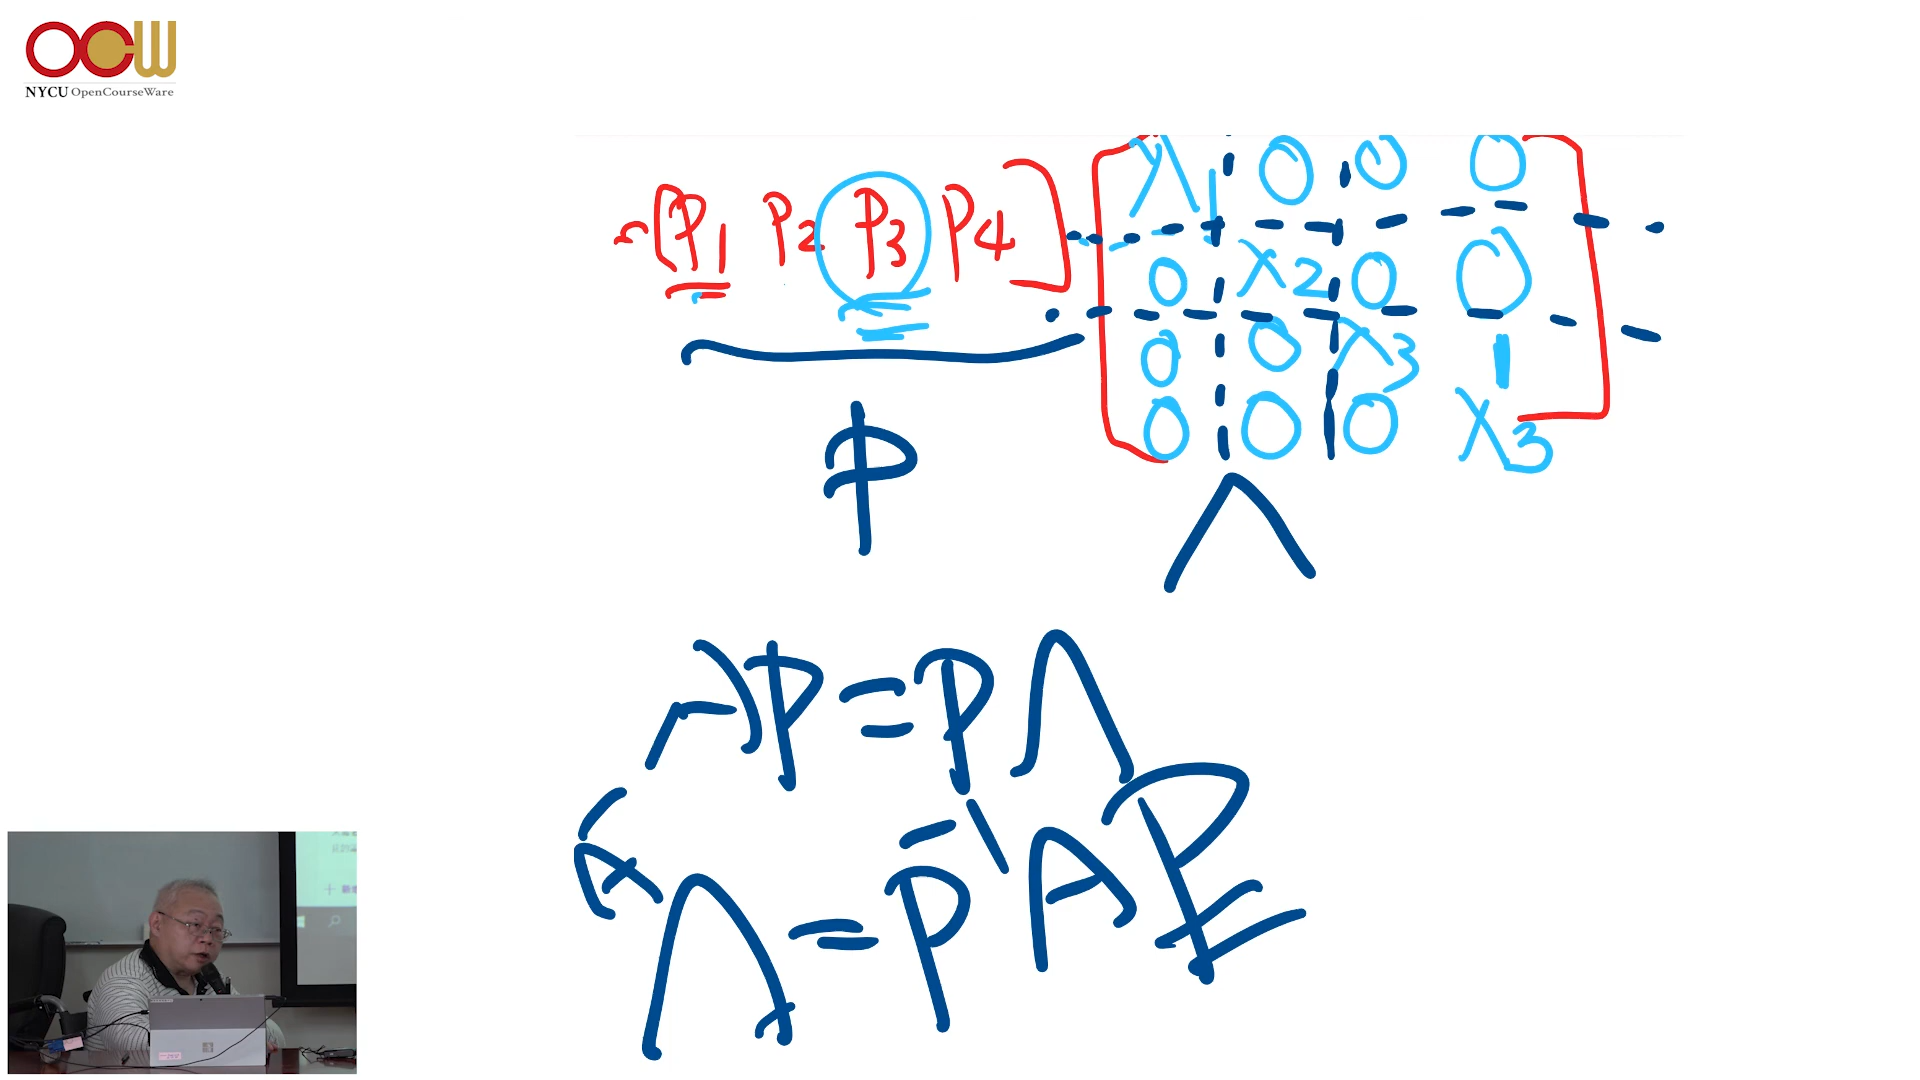 OCW
NYCU OpenCourseWare
[P1 P2 P3 P4] [λ1 0 0 0
0 λ2 0 0
0 0 λ3 1
0 0 0 λ3]
P Λ
AP = PΛ
A
Λ = P⁻¹AP